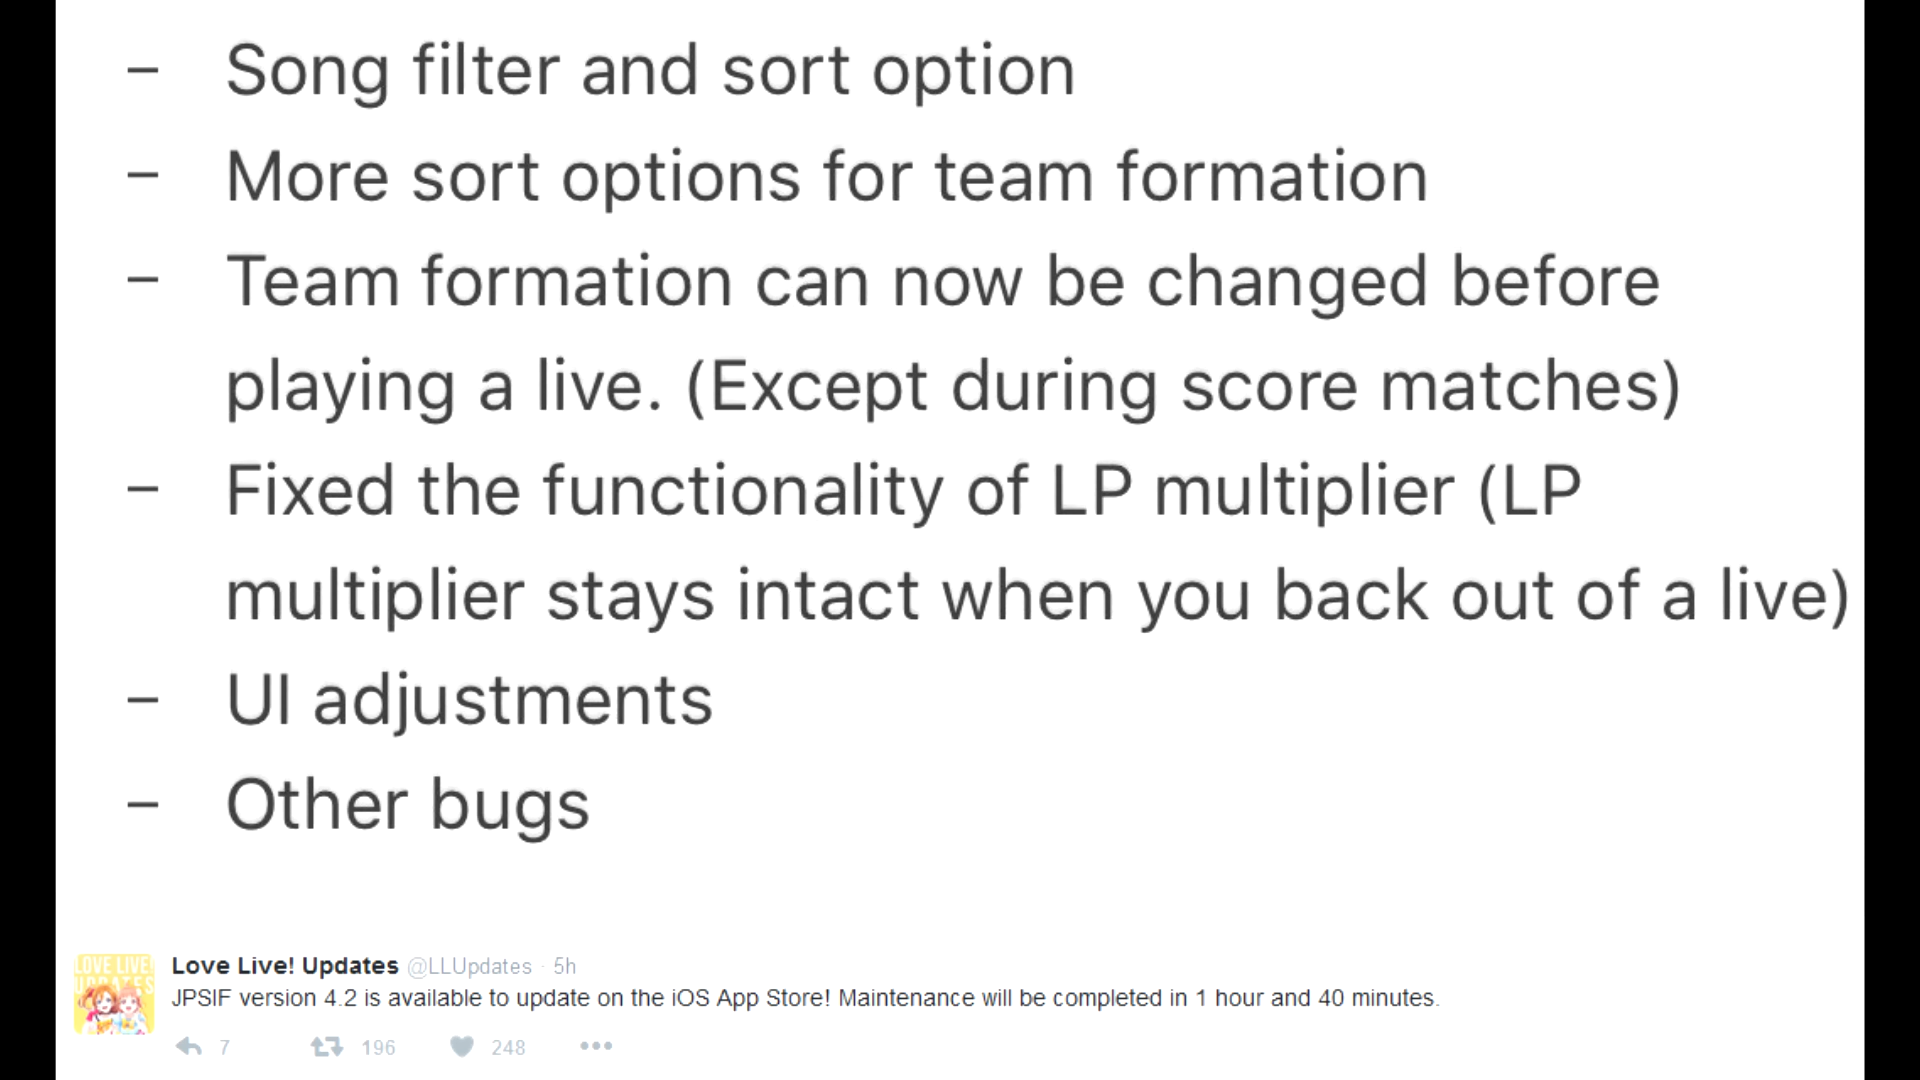 – Song filter and sort option
– More sort options for team formation
– Team formation can now be changed before
playing a live. (Except during score matches)
– Fixed the functionality of LP multiplier (LP
multiplier stays intact when you back out of a live)
– UI adjustments
– Other bugs
LOVE LIVE!
UPDATES
Love Live! Updates @LLUpdates · 5h
JPSIF version 4.2 is available to update on the iOS App Store! Maintenance will be completed in 1 hour and 40 minutes.
7 196 248 •••